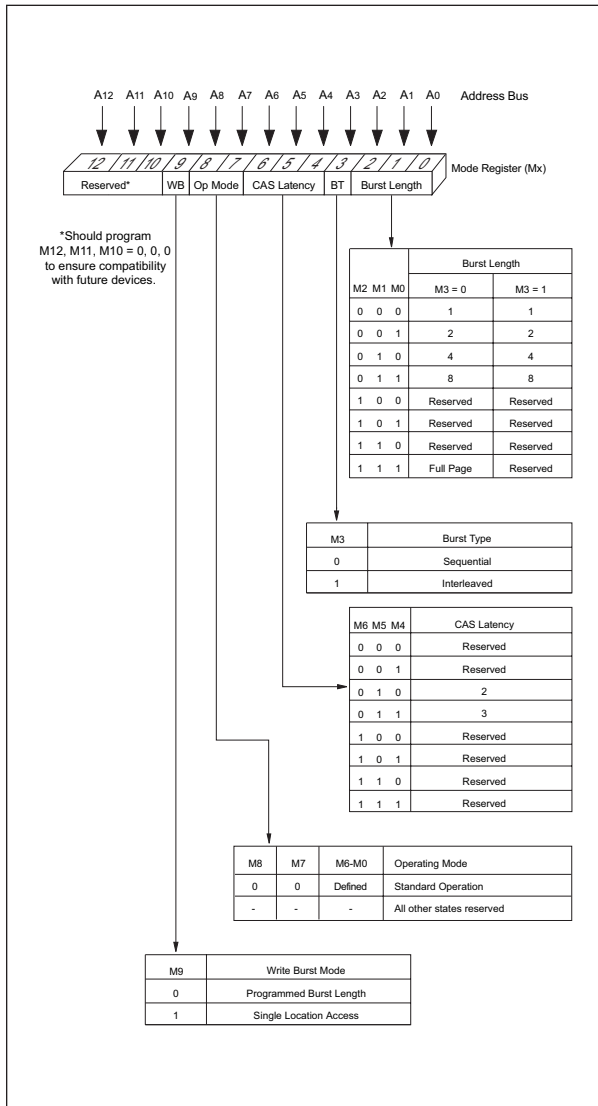 A12 A11 A10 A9 A8 A7 A6 A5 A4 A3 A2 A1 A0 Address Bus
12 11 10 9 8 7 6 5 4 3 2 1 0 Mode Register (Mx)
Reserved* WB Op Mode CAS Latency BT Burst Length
*Should program
M12, M11, M10 = 0, 0, 0
to ensure compatibility
with future devices.
Burst Length
M2 M1 M0 M3 = 0 M3 = 1
0 0 0 1 1
0 0 1 2 2
0 1 0 4 4
0 1 1 8 8
1 0 0 Reserved Reserved
1 0 1 Reserved Reserved
1 1 0 Reserved Reserved
1 1 1 Full Page Reserved
M3 Burst Type
0 Sequential
1 Interleaved
M6 M5 M4 CAS Latency
0 0 0 Reserved
0 0 1 Reserved
0 1 0 2
0 1 1 3
1 0 0 Reserved
1 0 1 Reserved
1 1 0 Reserved
1 1 1 Reserved
M8 M7 M6-M0 Operating Mode
0 0 Defined Standard Operation
- - - All other states reserved
M9 Write Burst Mode
0 Programmed Burst Length
1 Single Location Access